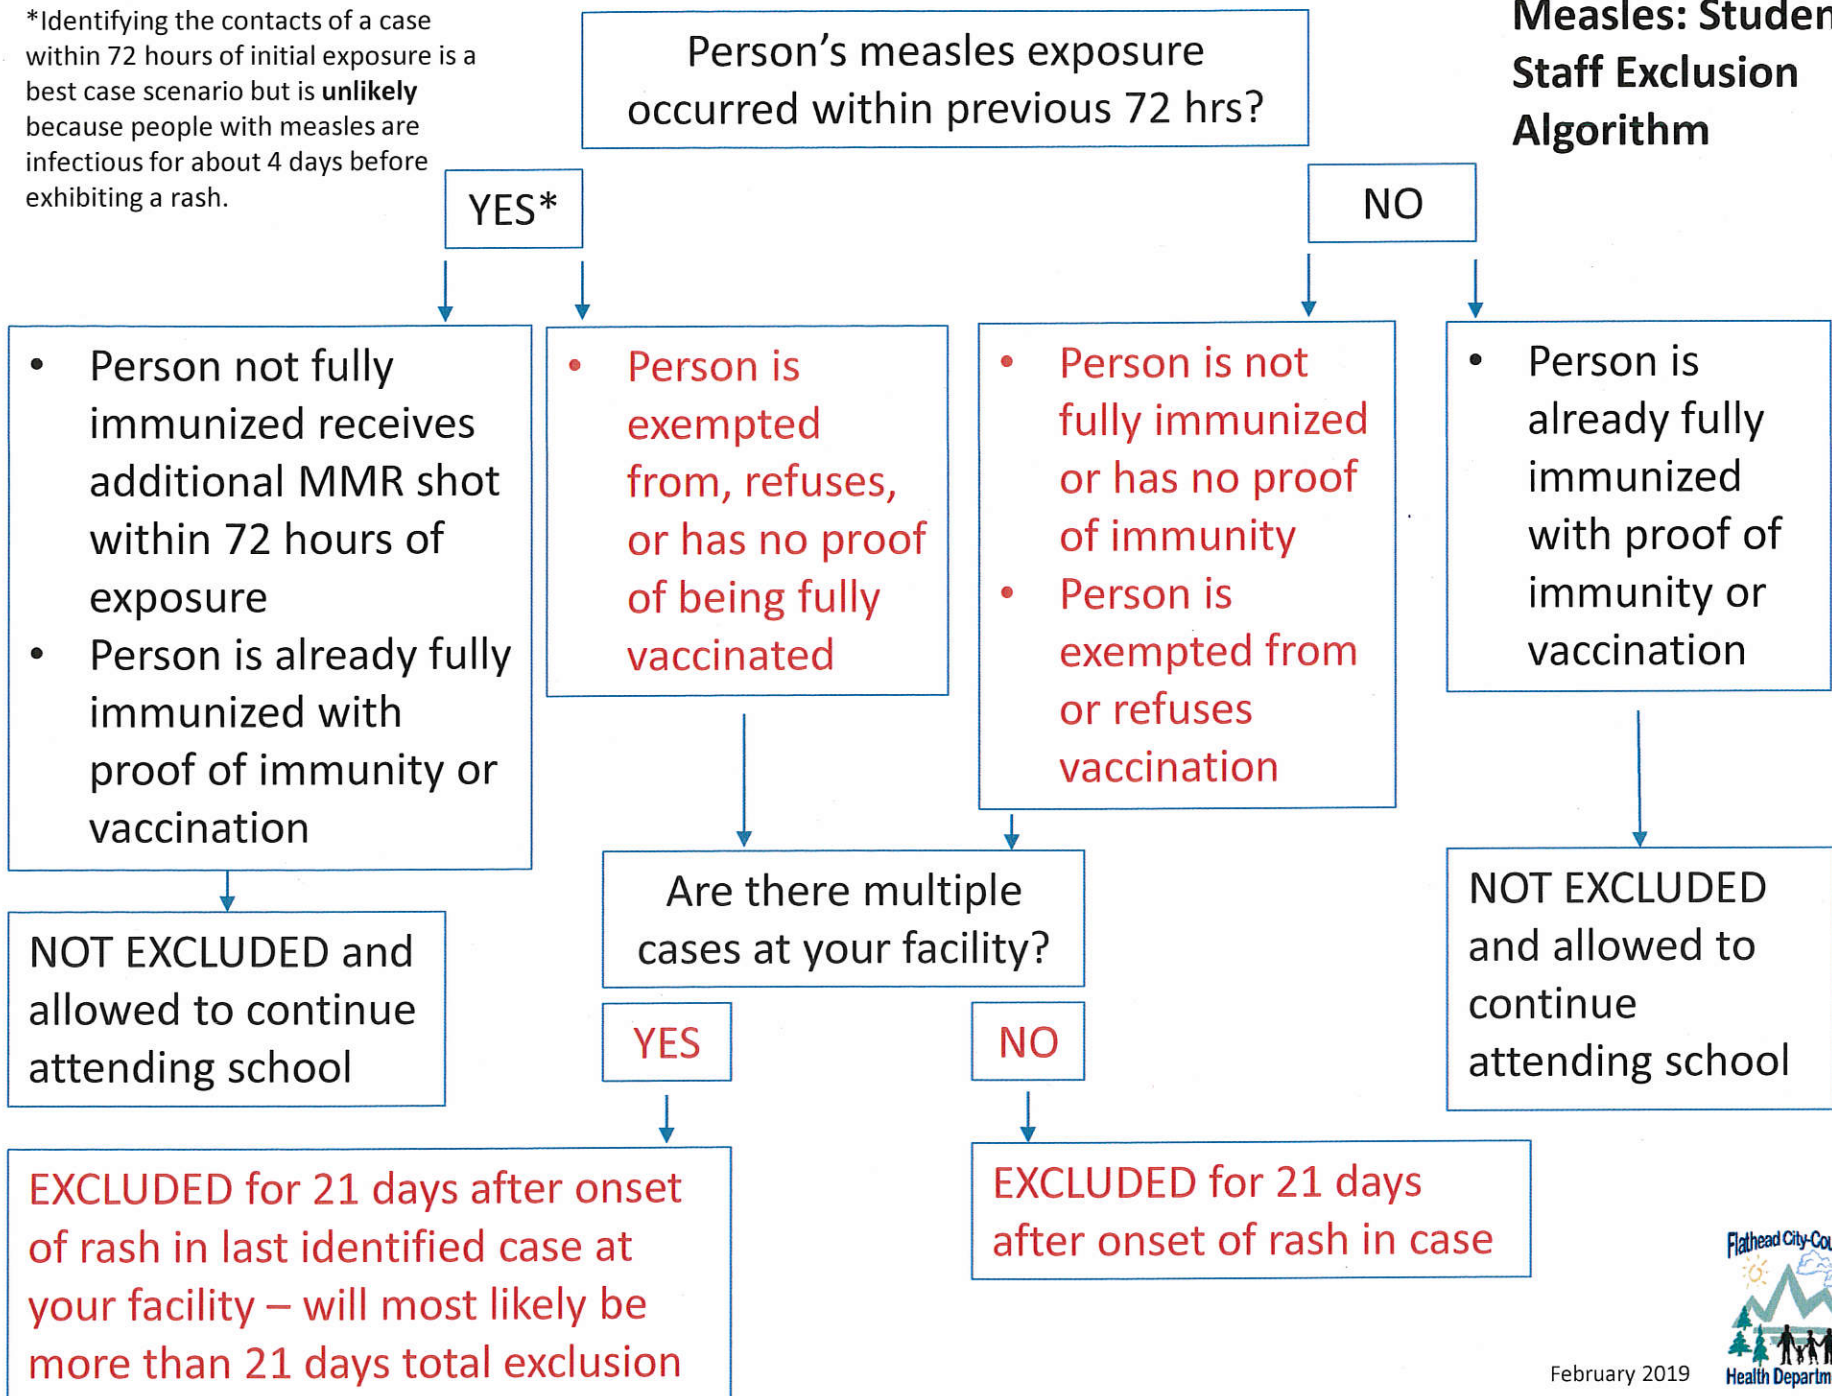 *Identifying the contacts of a case
within 72 hours of initial exposure is a
best case scenario but is unlikely
because people with measles are
infectious for about 4 days before
exhibiting a rash.
Measles: Studen
Staff Exclusion
Algorithm
Person’s measles exposure
occurred within previous 72 hrs?
YES*
NO
• Person not fully
immunized receives
additional MMR shot
within 72 hours of
exposure
• Person is already fully
immunized with
proof of immunity or
vaccination
• Person is
exempted
from, refuses,
or has no proof
of being fully
vaccinated
• Person is not
fully immunized
or has no proof
of immunity
• Person is
exempted from
or refuses
vaccination
• Person is
already fully
immunized
with proof of
immunity or
vaccination
NOT EXCLUDED and
allowed to continue
attending school
Are there multiple
cases at your facility?
NOT EXCLUDED
and allowed to
continue
attending school
YES
NO
EXCLUDED for 21 days after onset
of rash in last identified case at
your facility – will most likely be
more than 21 days total exclusion
EXCLUDED for 21 days
after onset of rash in case
February 2019
Flathead City-Cou
Health Departm